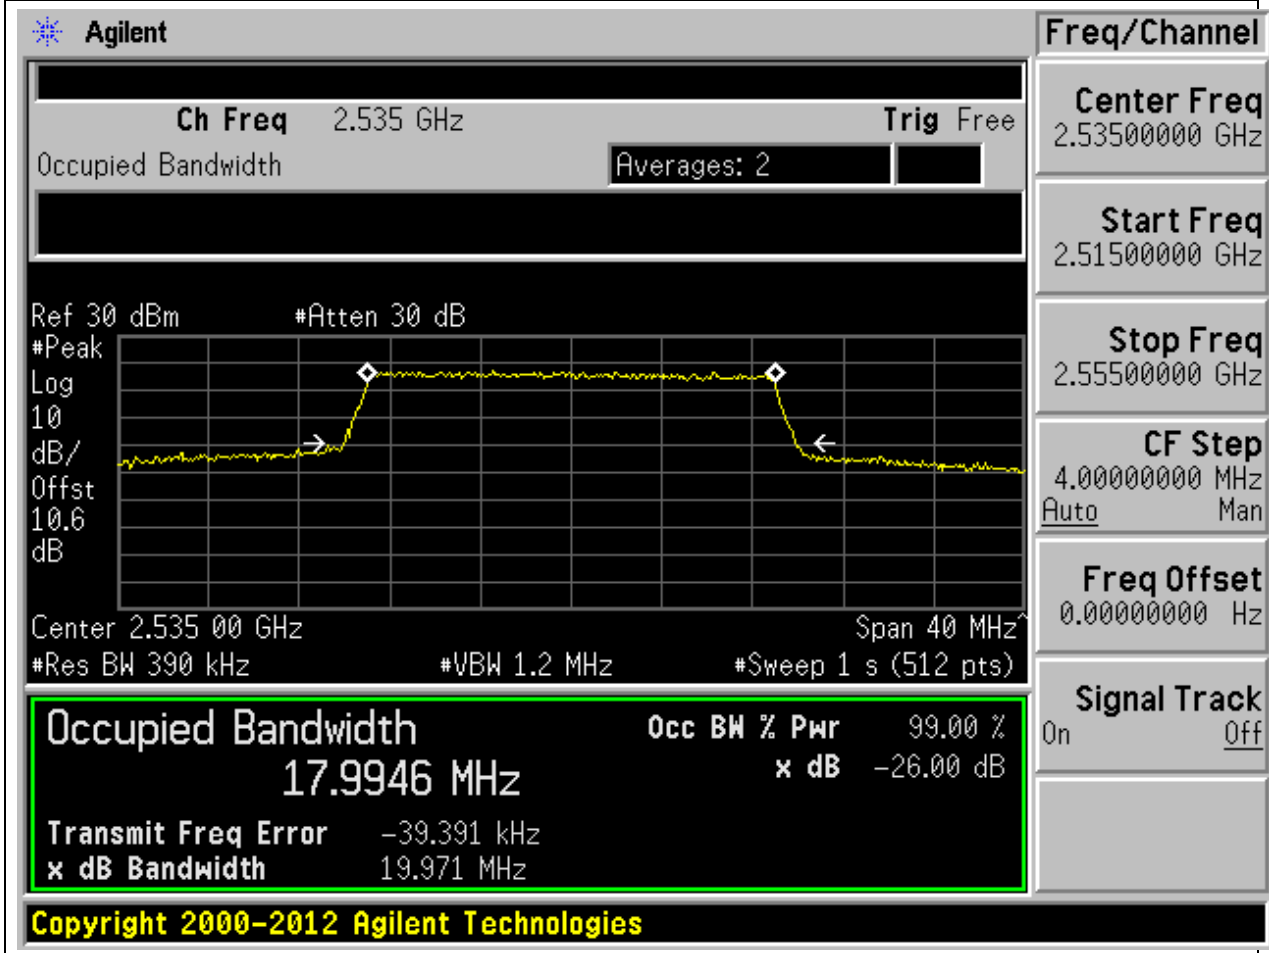 Agilent
Freq/Channel
Ch Freq 2.535 GHz Trig Free
Occupied Bandwidth Averages: 2
Center Freq
2.53500000 GHz
Start Freq
2.51500000 GHz
Stop Freq
2.55500000 GHz
CF Step
4.00000000 MHz
Auto Man
Freq Offset
0.00000000 Hz
Signal Track
On Off
Ref 30 dBm #Atten 30 dB
#Peak
Log
10
dB/
Offst
10.6
dB
Center 2.535 00 GHz Span 40 MHz^
#Res BW 390 kHz #VBW 1.2 MHz #Sweep 1 s (512 pts)
Occupied Bandwidth
17.9946 MHz
Occ BW % Pwr 99.00 %
x dB -26.00 dB
Transmit Freq Error -39.391 kHz
x dB Bandwidth 19.971 MHz
Copyright 2000-2012 Agilent Technologies